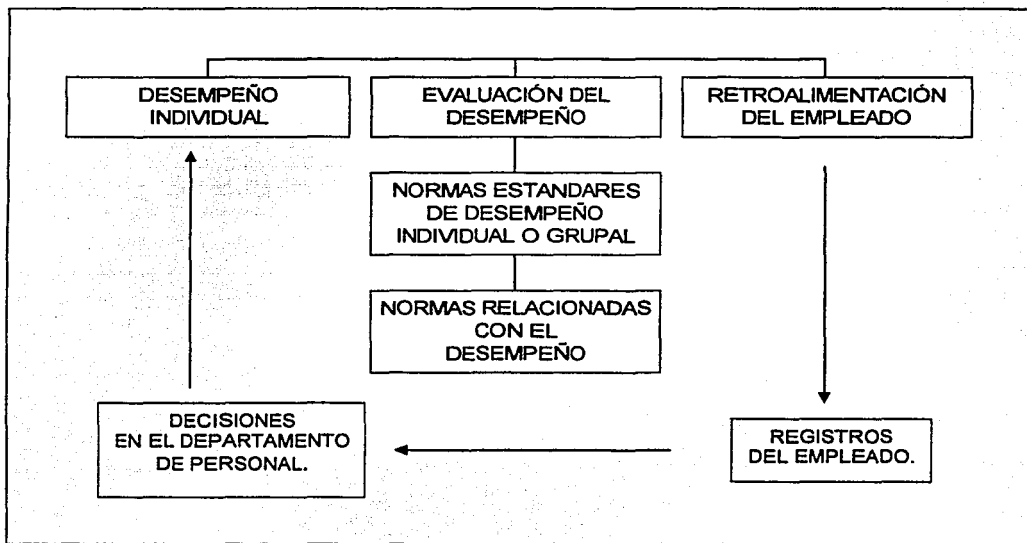 DESEMPEÑO
INDIVIDUAL
EVALUACIÓN DEL
DESEMPEÑO
RETROALIMENTACIÓN
DEL EMPLEADO
NORMAS ESTANDARES
DE DESEMPEÑO
INDIVIDUAL O GRUPAL
NORMAS RELACIONADAS
CON EL
DESEMPEÑO
DECISIONES
EN EL DEPARTAMENTO
DE PERSONAL.
REGISTROS
DEL EMPLEADO.